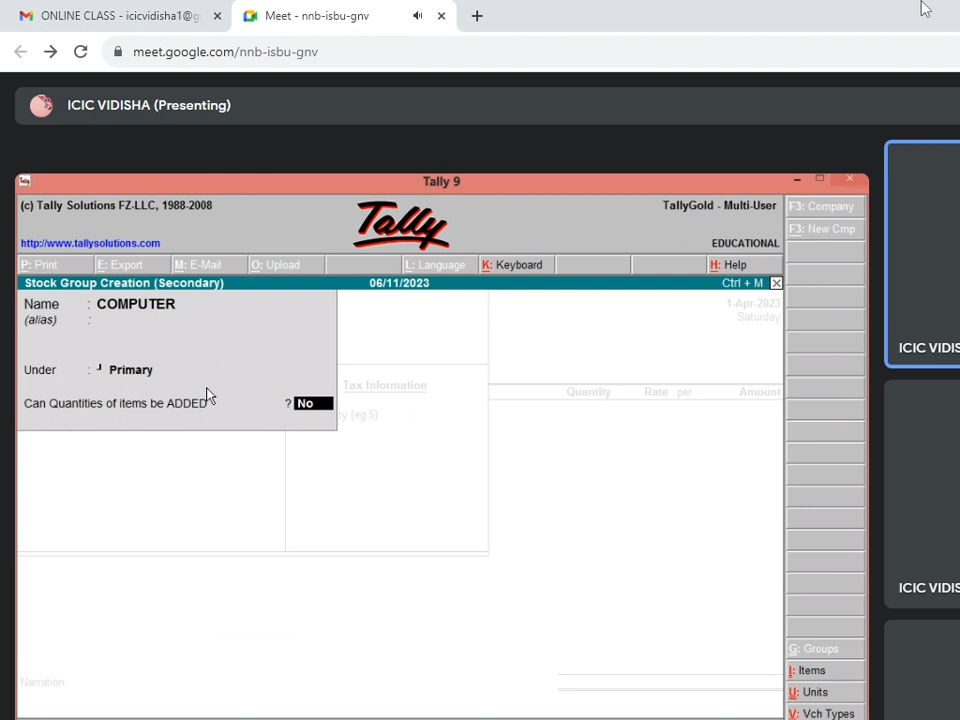 ONLINE CLASS - icicvidisha1@g
Meet - nnb-isbu-gnv
meet.google.com/nnb-isbu-gnv
ICIC VIDISHA (Presenting)
Tally 9
(c) Tally Solutions FZ-LLC, 1988-2008
Tally
TallyGold - Multi-User
http://www.tallysolutions.com
EDUCATIONAL
P: Print
E: Export
M: E-Mail
O: Upload
L: Language
K: Keyboard
H: Help
Stock Group Creation (Secondary)
06/11/2023
Ctrl + M
Name : COMPUTER
(alias) :
Under : Primary
Can Quantities of items be ADDED ? No
1-Apr-2023
Saturday
Tax Information
(eg 5) :
Quantity
Rate per
Amount
Narration:
F3: Company
F3: New Cmp
G: Groups
I: Items
U: Units
V: Vch Types
ICIC VIDIS
ICIC VIDIS